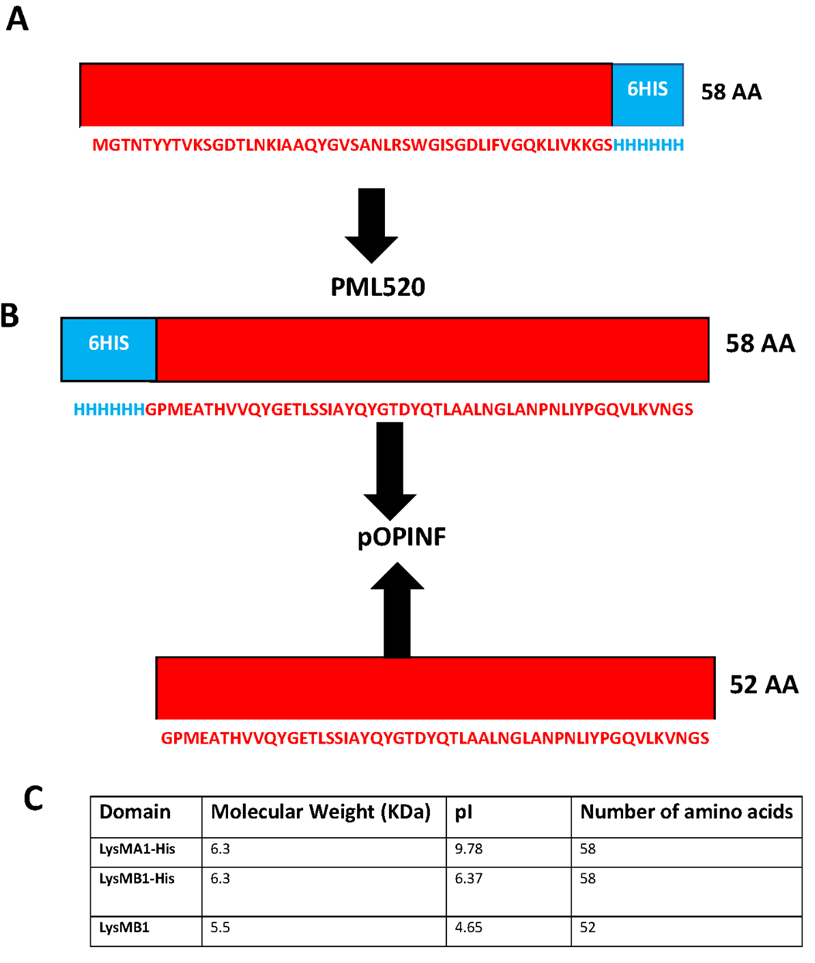 A
6HIS
58 AA
MGTNTYYTVKSGDTLNKIAAQYGVSANLRSWGISGDLIFVGQKLIVKKGSHHHHHH
PML520
B
6HIS
58 AA
HHHHHHGPMEATHVVQYGETLSSIAYQYGTDYQTLAALNGLANPNLIYPGQVLKVNGS
pOPINF
52 AA
GPMEATHVVQYGETLSSIAYQYGTDYQTLAALNGLANPNLIYPGQVLKVNGS
C
Domain Molecular Weight (KDa) pI Number of amino acids
LysMA1-His 6.3 9.78 58
LysMB1-His 6.3 6.37 58
LysMB1 5.5 4.65 52